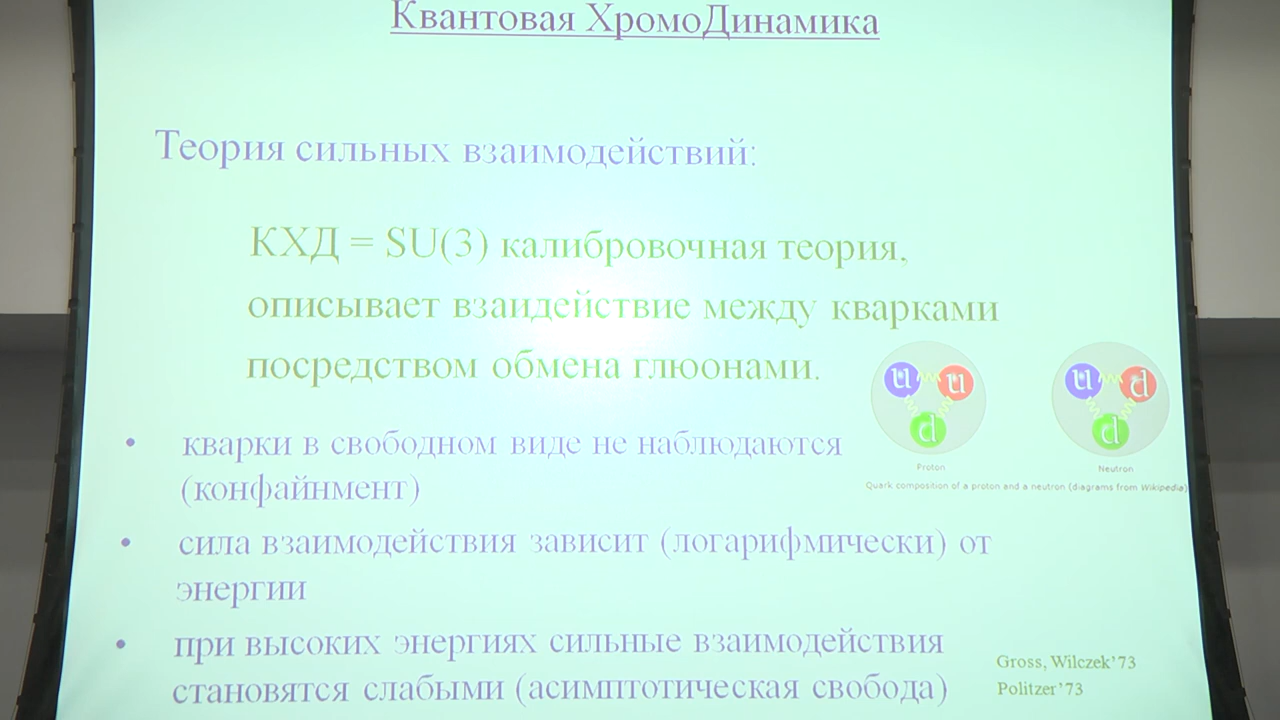 Квантовая ХромоДинамика
Теория сильных взаимодействий:
КХД = SU(3) калибровочная теория,
описывает взаидействие между кварками
посредством обмена глюонами.
u u d
u d d
Proton
Neutron
Quark composition of a proton and a neutron (diagrams from Wikipedia)
• кварки в свободном виде не наблюдаются
(конфайнмент)
• сила взаимодействия зависит (логарифмически) от
энергии
• при высоких энергиях сильные взаимодействия
становятся слабыми (асимптотическая свобода)
Gross, Wilczek'73
Politzer'73